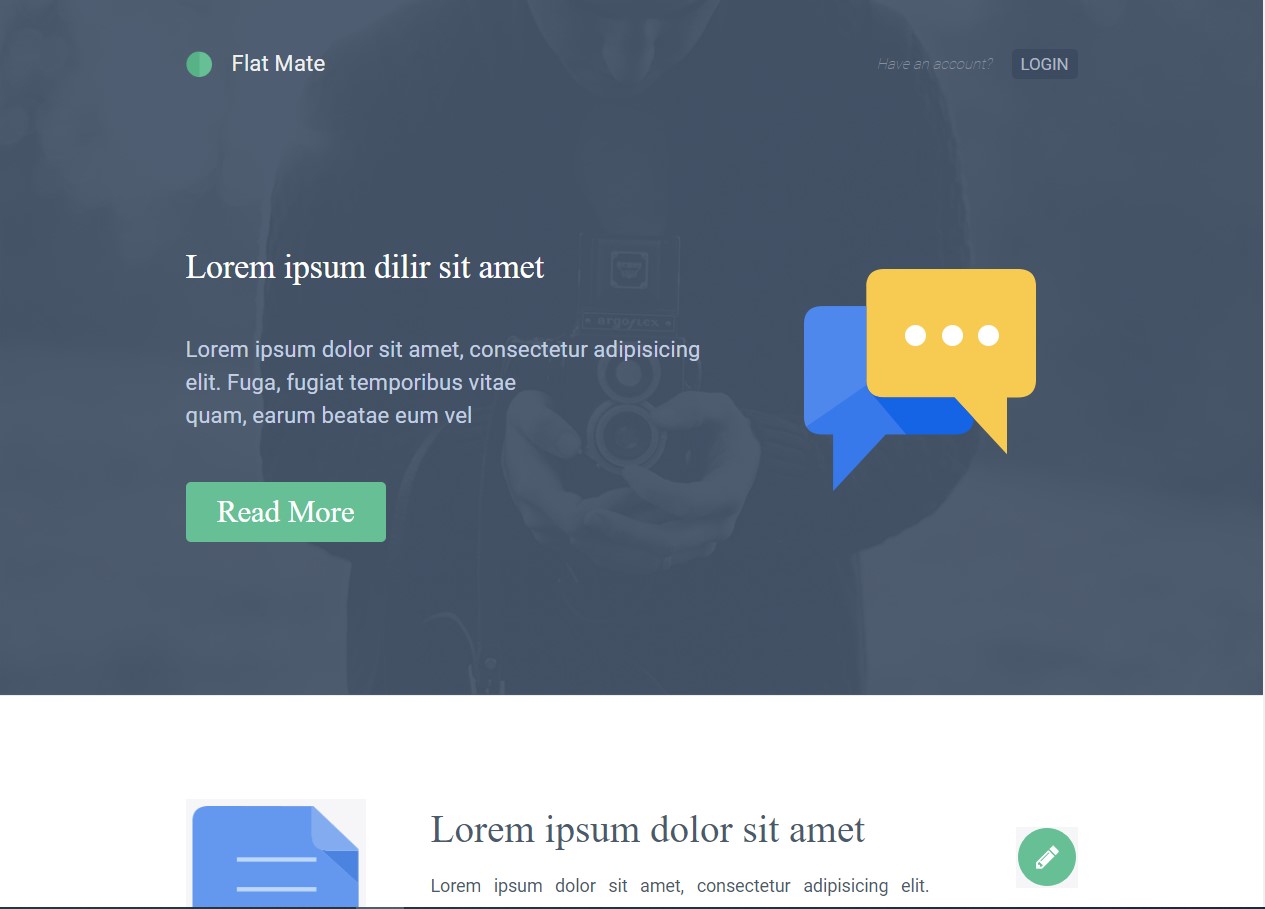 Flat Mate
Have an account? LOGIN
Lorem ipsum dilir sit amet
argoflex
Lorem ipsum dolor sit amet, consectetur adipisicing
elit. Fuga, fugiat temporibus vitae
quam, earum beatae eum vel
Read More
Lorem ipsum dolor sit amet
Lorem ipsum dolor sit amet, consectetur adipisicing elit.